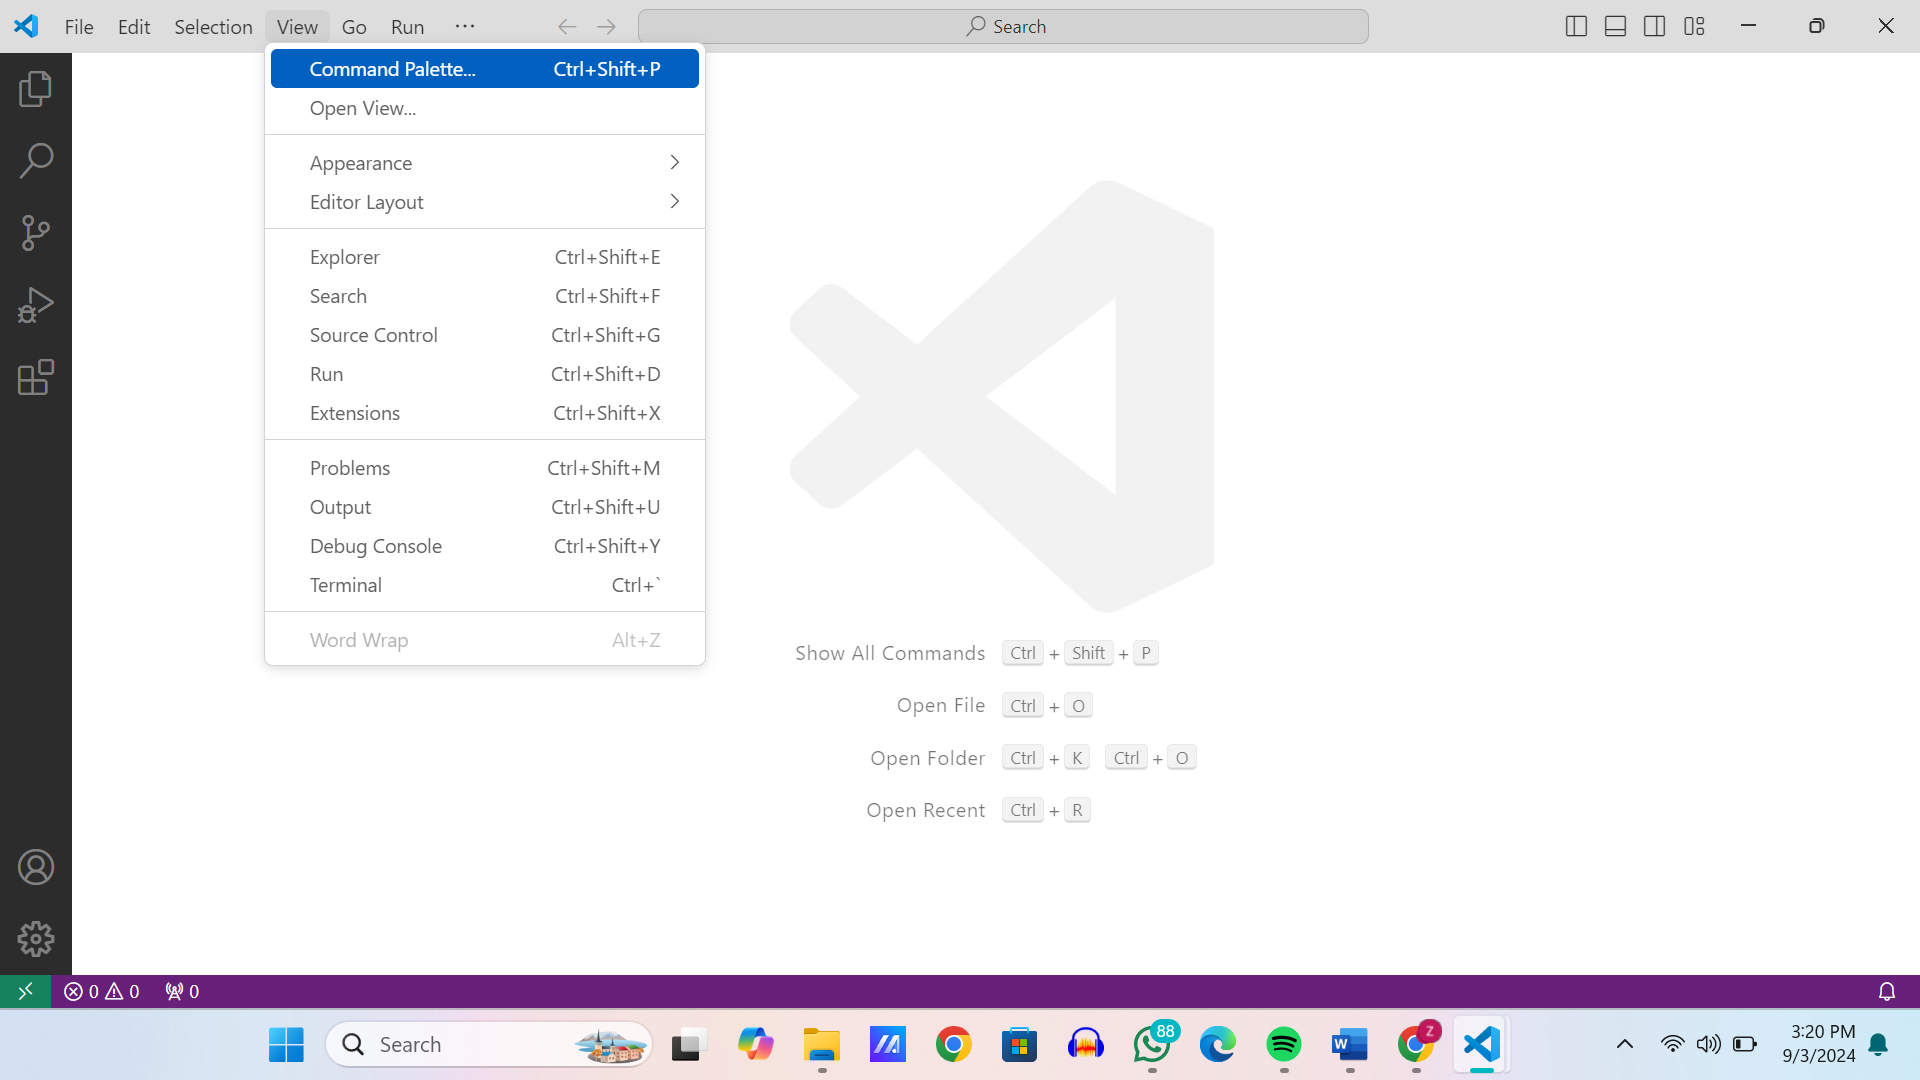 File Edit Selection View Go Run ...
Search
Command Palette... Ctrl+Shift+P
Open View...
Appearance
Editor Layout
Explorer Ctrl+Shift+E
Search Ctrl+Shift+F
Source Control Ctrl+Shift+G
Run Ctrl+Shift+D
Extensions Ctrl+Shift+X
Problems Ctrl+Shift+M
Output Ctrl+Shift+U
Debug Console Ctrl+Shift+Y
Terminal Ctrl+`
Word Wrap Alt+Z
Show All Commands Ctrl + Shift + P
Open File Ctrl + O
Open Folder Ctrl + K Ctrl + O
Open Recent Ctrl + R
0 0 0
Search
88
W
Z
3:20 PM
9/3/2024